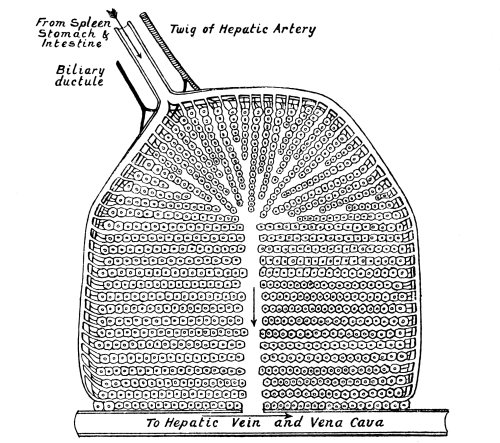 From Spleen
Stomach &
Intestine
Twig of Hepatic Artery
Biliary
ductule
To Hepatic Vein and Vena Cava